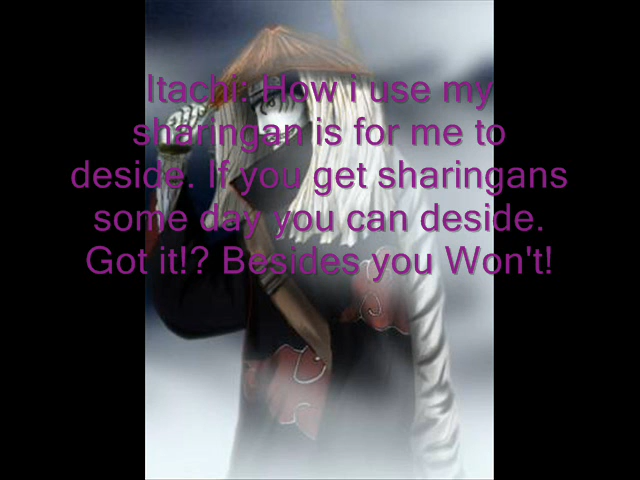 Itachi: How i use my
sharingan is for me to
deside. If you get sharingans
some day you can deside.
Got it!? Besides you Won't!